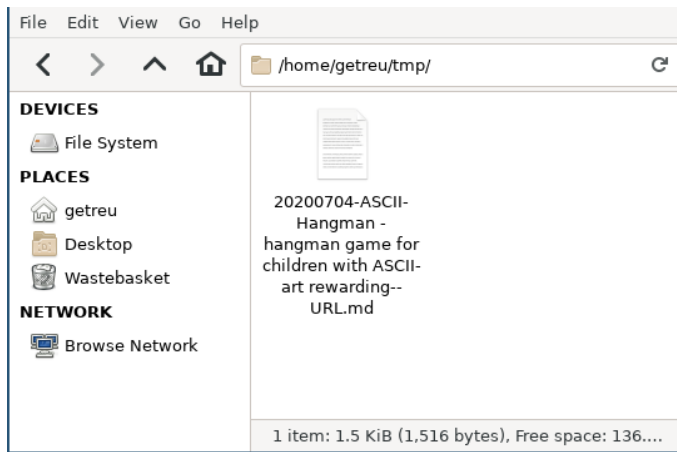 File Edit View Go Help
/home/getreu/tmp/
DEVICES
File System
PLACES
getreu
Desktop
Wastebasket
NETWORK
Browse Network
20200704-ASCII-
Hangman -
hangman game for
children with ASCII-
art rewarding--
URL.md
1 item: 1.5 KiB (1,516 bytes), Free space: 136....